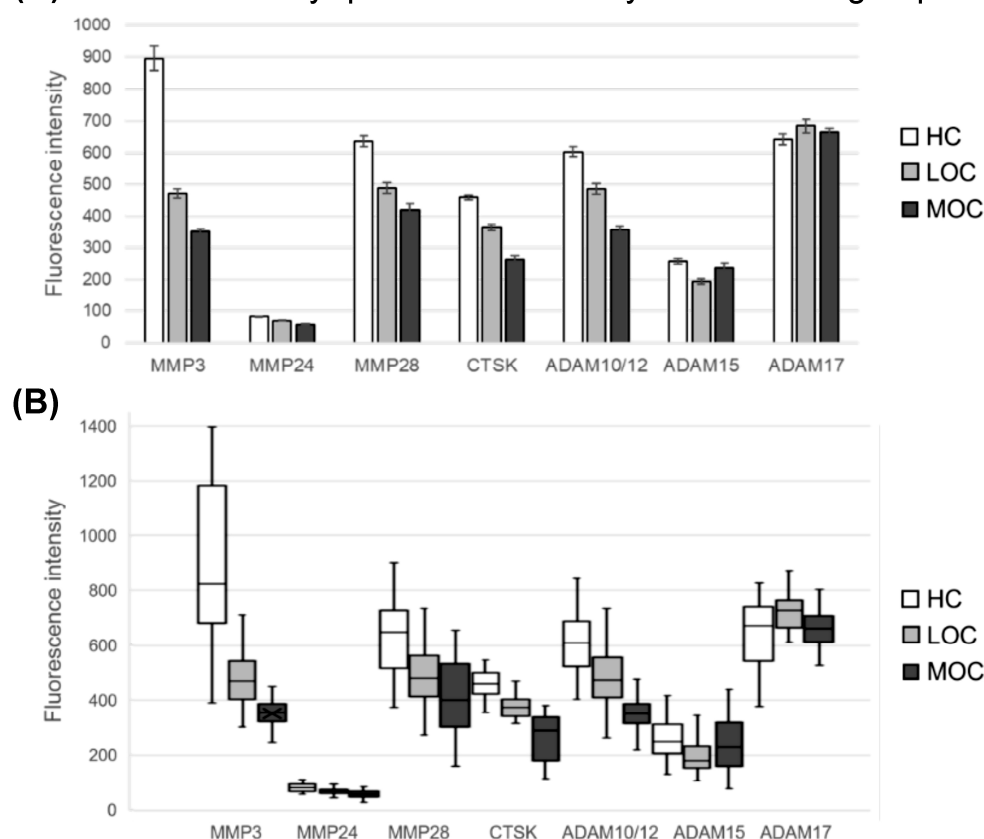 1000
900
800
700
600
500
400
300
200
100
0
Fluorescence intensity
MMP3 MMP24 MMP28 CTSK ADAM10/12 ADAM15 ADAM17
HC
LOC
MOC
(B)
1400
1200
1000
800
600
400
200
0
Fluorescence intensity
MMP3 MMP24 MMP28 CTSK ADAM10/12 ADAM15 ADAM17
HC
LOC
MOC